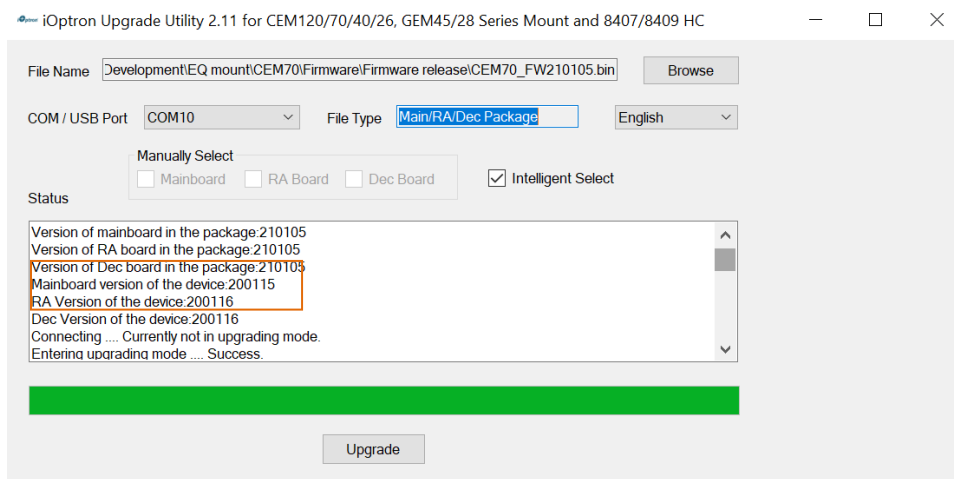 iOptron Upgrade Utility 2.11 for CEM120/70/40/26, GEM45/28 Series Mount and 8407/8409 HC
File Name Development\EQ mount\CEM70\Firmware\Firmware release\CEM70_FW210105.bin Browse
COM / USB Port COM10 File Type Main/RA/Dec Package English
Manually Select
Mainboard RA Board Dec Board Intelligent Select
Status
Version of mainboard in the package:210105
Version of RA board in the package:210105
Version of Dec board in the package:210105
Mainboard version of the device:200115
RA Version of the device:200116
Dec Version of the device:200116
Connecting .... Currently not in upgrading mode.
Entering upgrading mode .... Success.
Upgrade